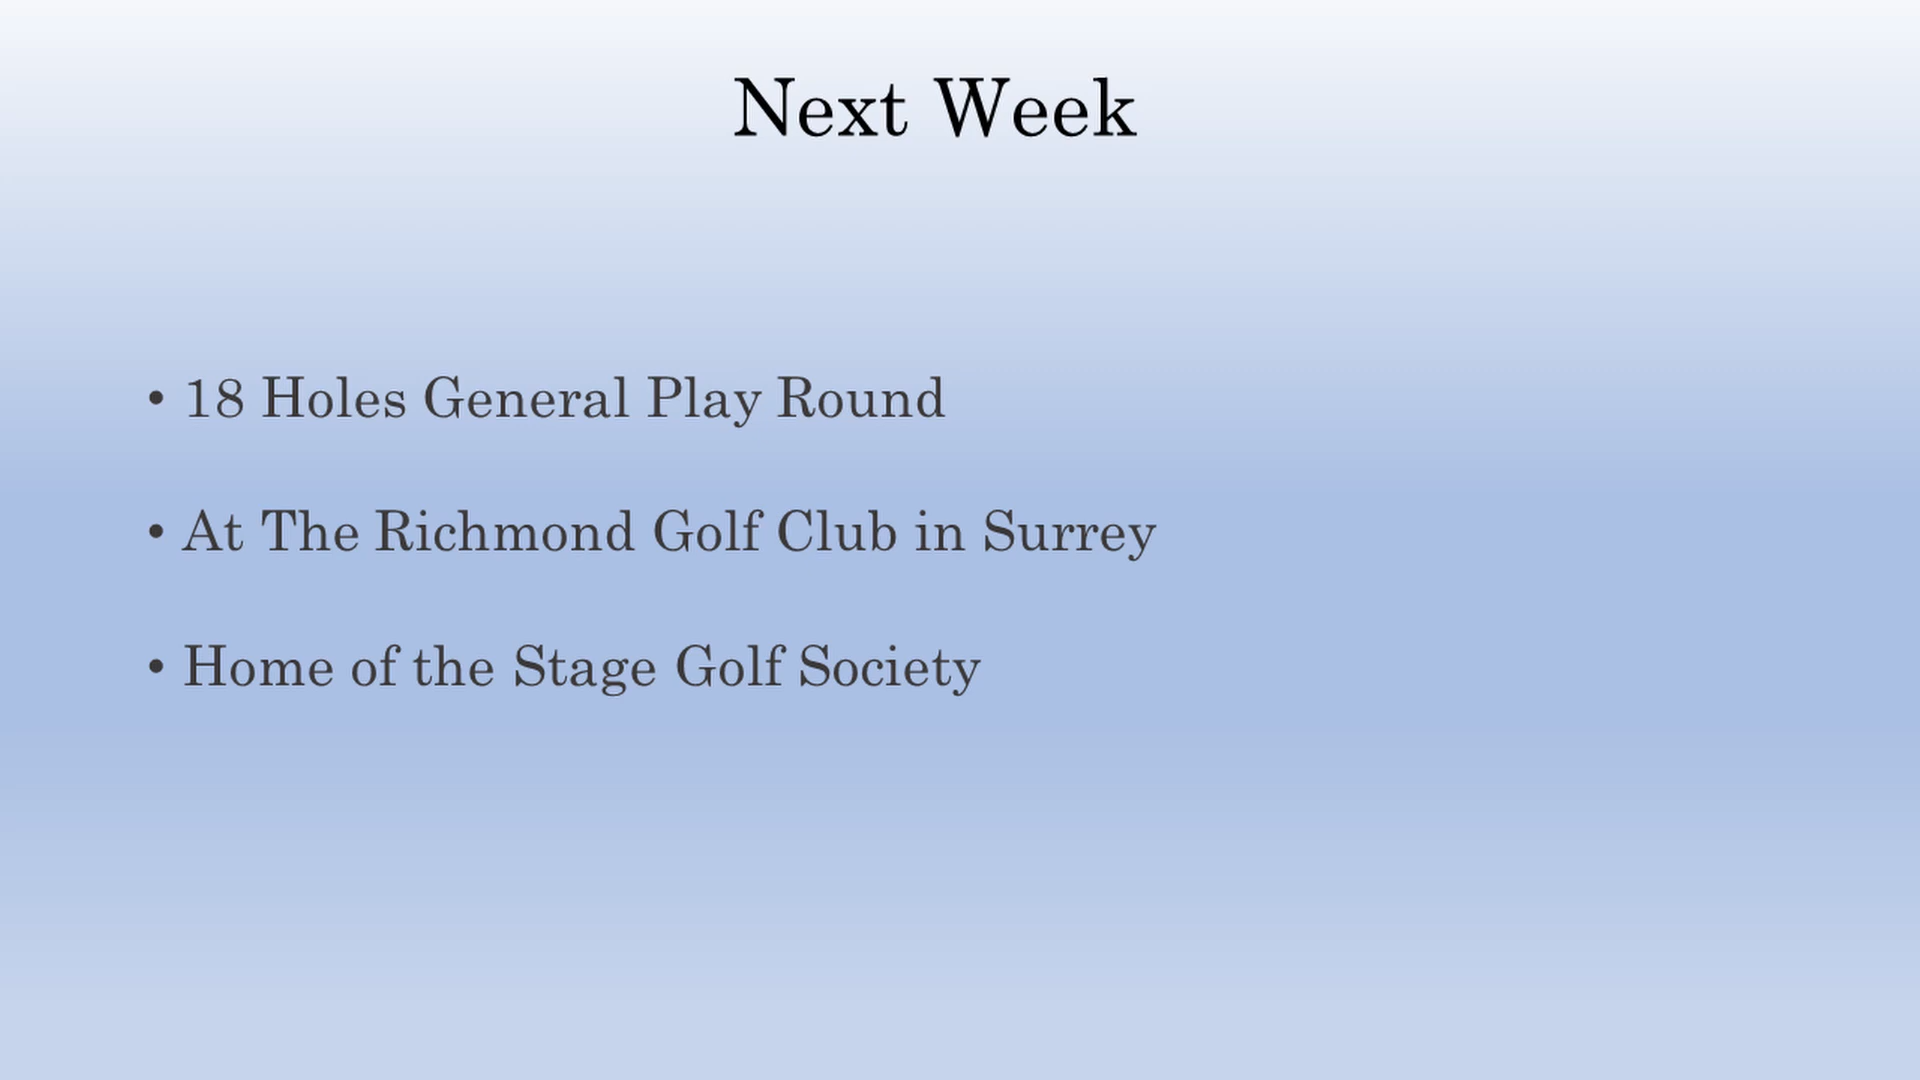 Next Week
• 18 Holes General Play Round
• At The Richmond Golf Club in Surrey
• Home of the Stage Golf Society